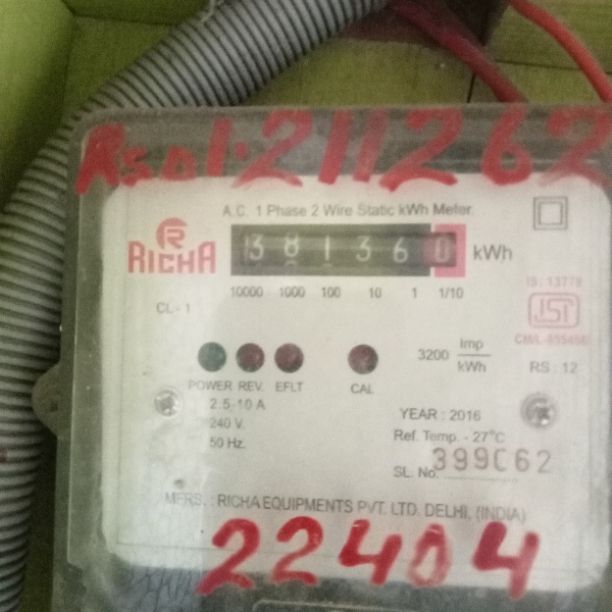 Rsol. 211262
A.C. 1 Phase 2 Wire Static kWh Meter
R
RICHA
381360 kWh
10000 1000 100 10 1 1/10
IS: 13779
ISI
CM/L-
CL - 1
3200 Imp/kWh
RS : 12
POWER REV. EFLT CAL
2.5-10 A
240 V.
50 Hz.
YEAR : 2016
Ref. Temp. - 27°C
SL. No. 399C62
MFRS. : RICHA EQUIPMENTS PVT. LTD. DELHI, (INDIA)
22404